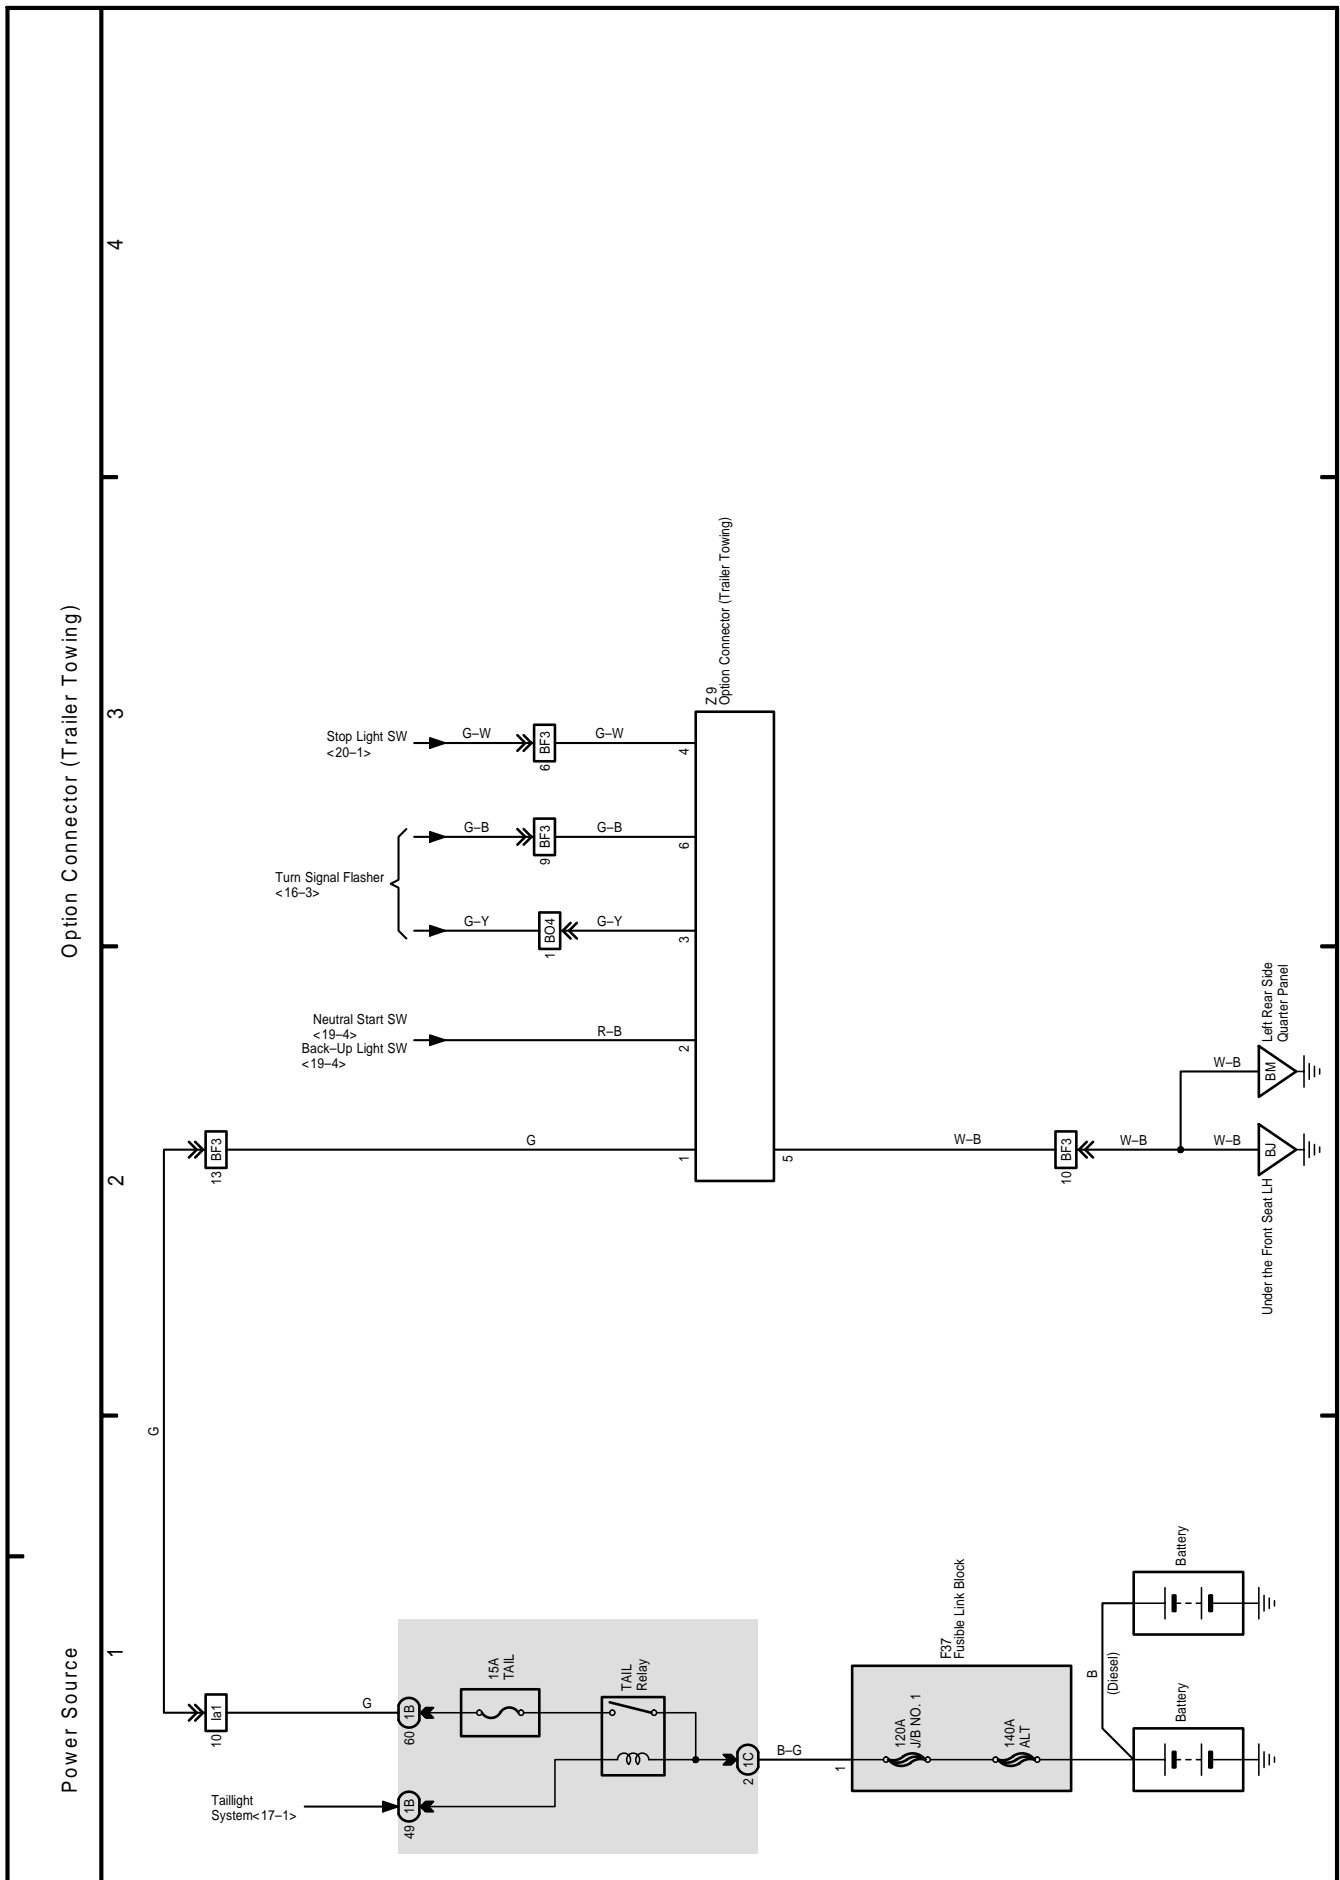 Power Source
Option Connector (Trailer Towing)
1
2
3
4
Stop Light SW
<20–1>
G–W
6
BF3
G–W
4
Z 9
Option Connector (Trailer Towing)
Turn Signal Flasher
<16–3>
G–B
9
BF3
G–B
6
G–Y
1
BO4
G–Y
3
Neutral Start SW
<19–4>
Back–Up Light SW
<19–4>
R–B
2
13
BF3
G
1
5
W–B
10
BF3
W–B
W–B
BM
Left Rear Side
Quarter Panel
W–B
BJ
Under the Front Seat LH
G
10
Ia1
G
60
1B
15A
TAIL
TAIL
Relay
Taillight
System<17–1>
49
1B
2
1C
B–G
1
F37
Fusible Link Block
120A
J/B NO. 1
140A
ALT
B
(Diesel)
Battery
Battery